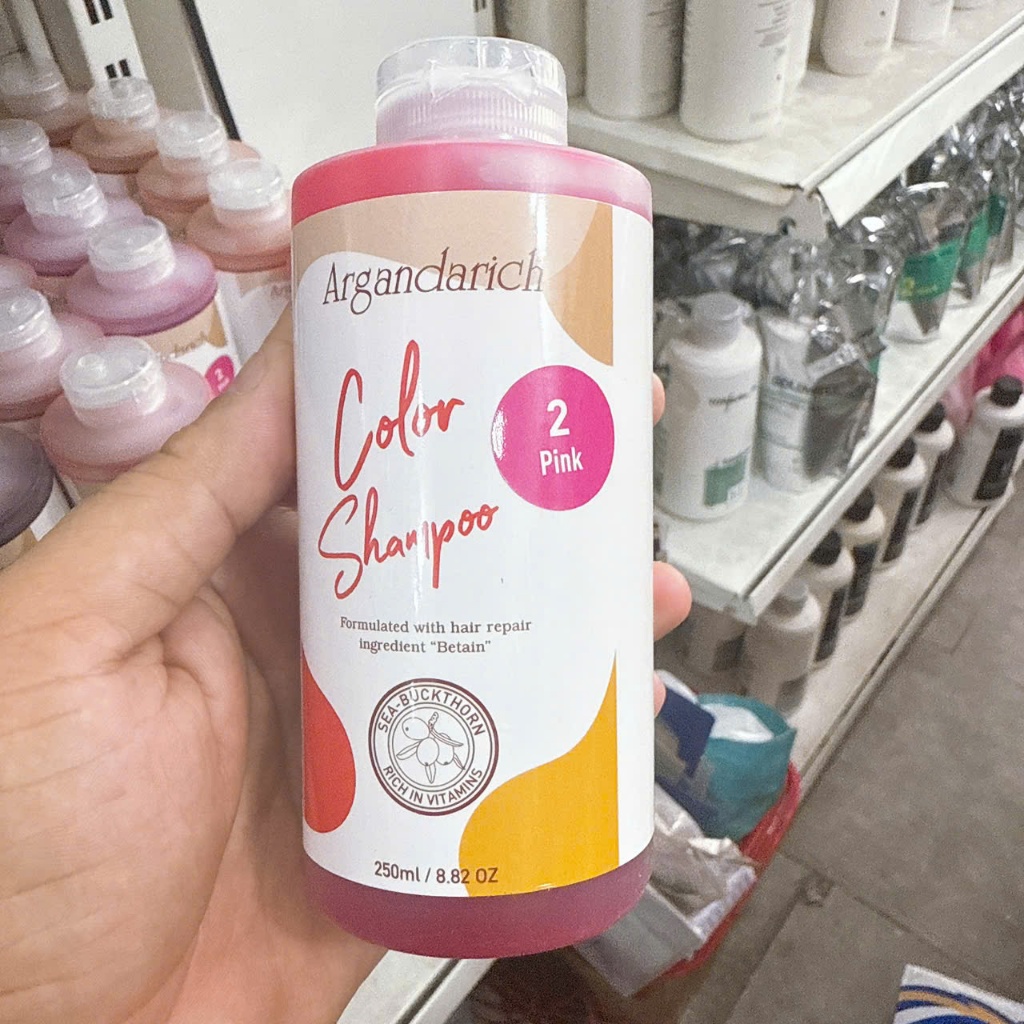 Argandarich
Color
Shampoo
2
Pink
Formulated with hair repair
ingredient "Betain"
SEA-BUCKTHORN
RICH IN VITAMINS
250ml / 8.82 OZ
2